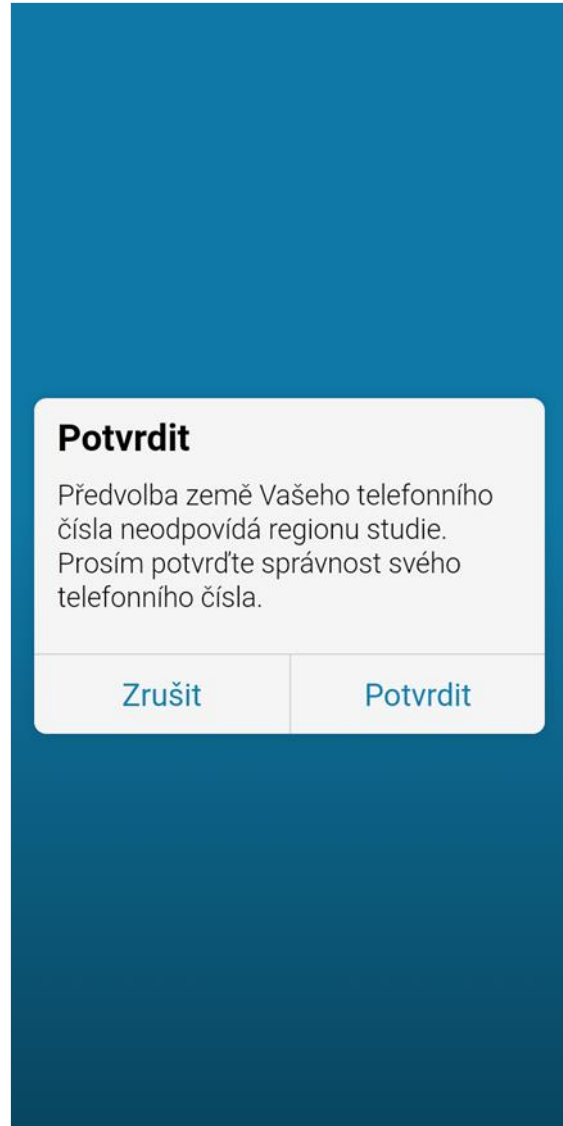 Potvrdit
Předvolba země Vašeho telefonního
čísla neodpovídá regionu studie.
Prosím potvrďte správnost svého
telefonního čísla.
Zrušit
Potvrdit